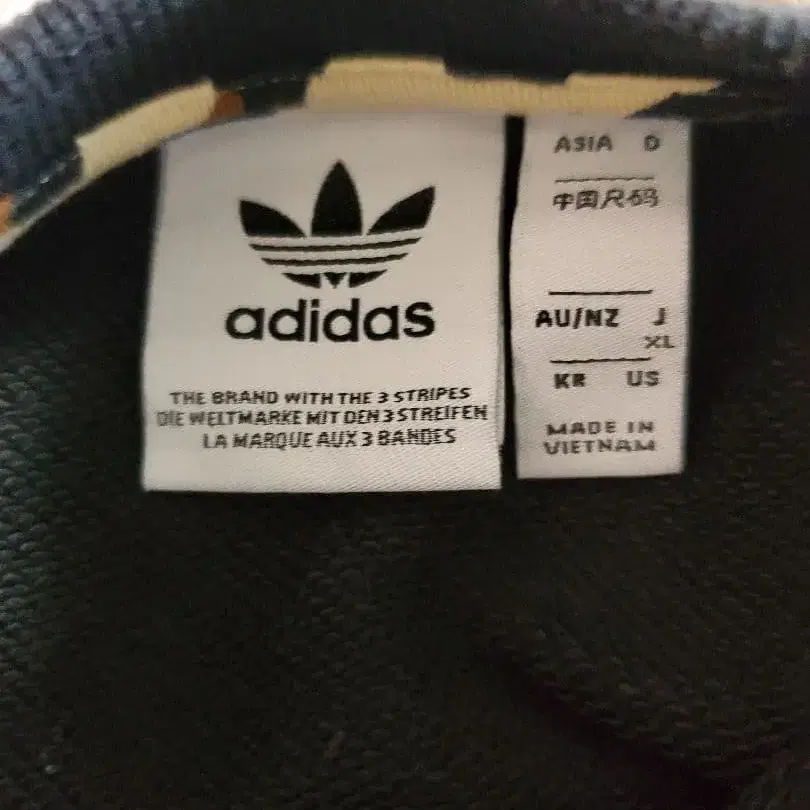 adidas
THE BRAND WITH THE 3 STRIPES
DIE WELTMARKE MIT DEN 3 STREIFEN
LA MARQUE AUX 3 BANDES
ASIA D
中国尺码
AU/NZ J
XL
KR US
MADE IN
VIETNAM